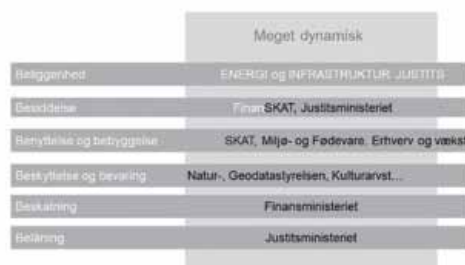 Meget dynamisk
Beliggenhed ENERGI og INFRASTRUKTUR JUSTITS
Besiddelse Finan SKAT, Justitsministeriet
Benyttelse og bebyggelse SKAT, Miljø- og Fødevare. Erhverv og vækst
Beskyttelse og bevaring Natur-, Geodatastyrelsen, Kulturarvst...
Beskatning Finansministeriet
Belåning Justitsministeriet